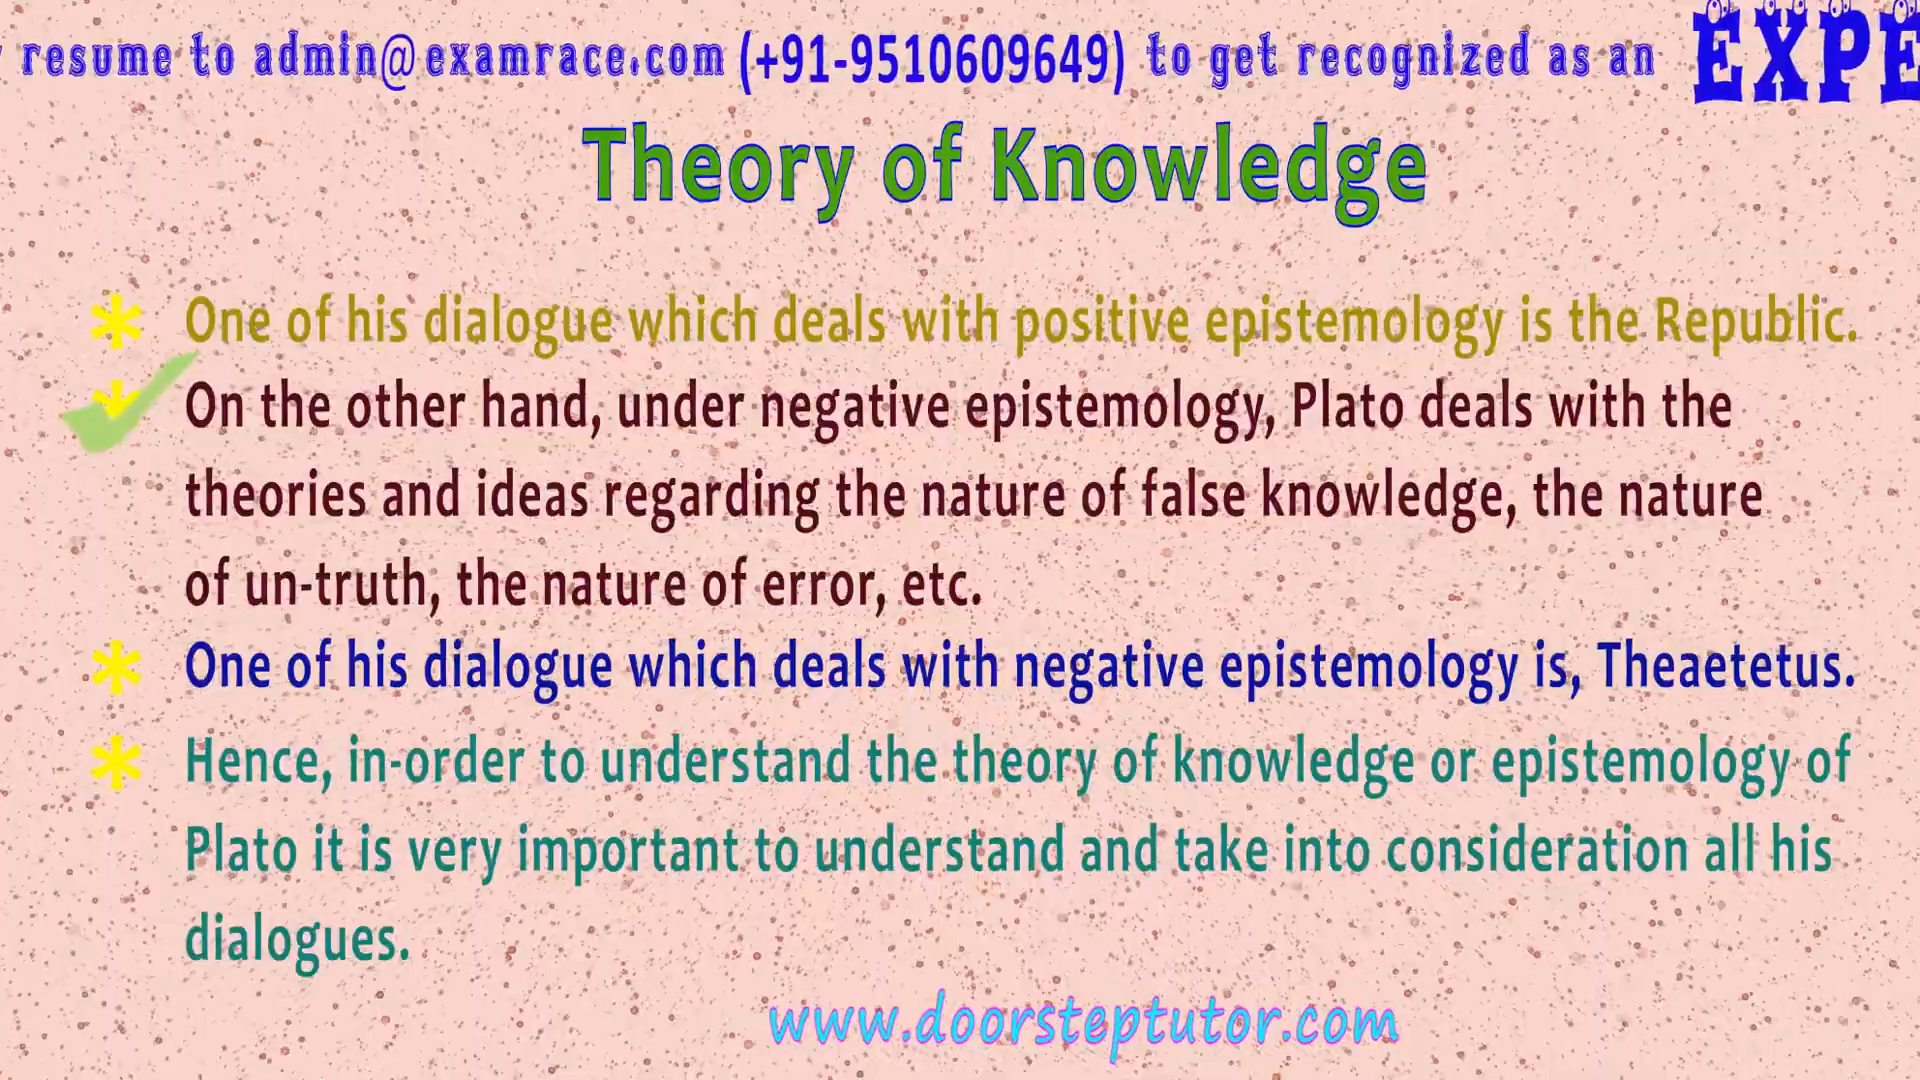 resume to admin@examrace.com (+91-9510609649) to get recognized as an
Theory of Knowledge
* One of his dialogue which deals with positive epistemology is the Republic.
On the other hand, under negative epistemology, Plato deals with the
theories and ideas regarding the nature of false knowledge, the nature
of un-truth, the nature of error, etc.
* One of his dialogue which deals with negative epistemology is, Theaetetus.
* Hence, in-order to understand the theory of knowledge or epistemology of
Plato it is very important to understand and take into consideration all his
dialogues.
www.doorsteptutor.com